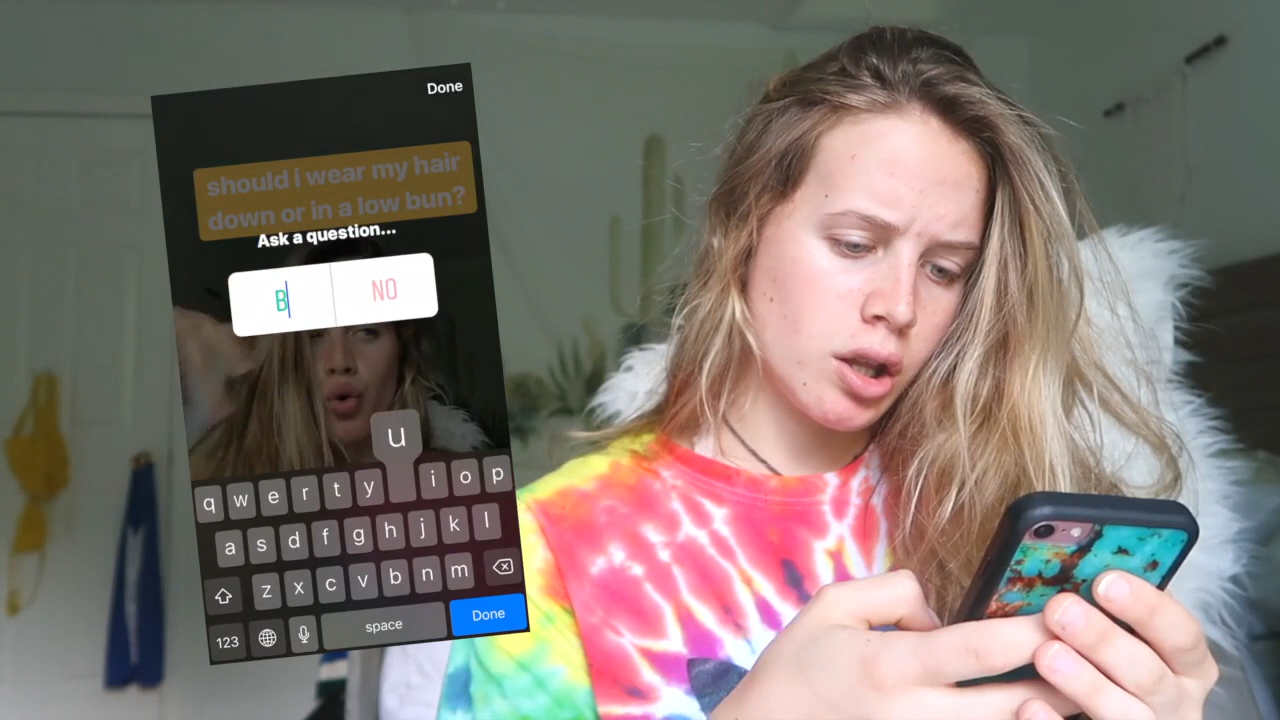 Done
should i wear my hair
down or in a low bun?
Ask a question...
B NO
u
q w e r t y i o p
a s d f g h j k l
z x c v b n m
123 space Done